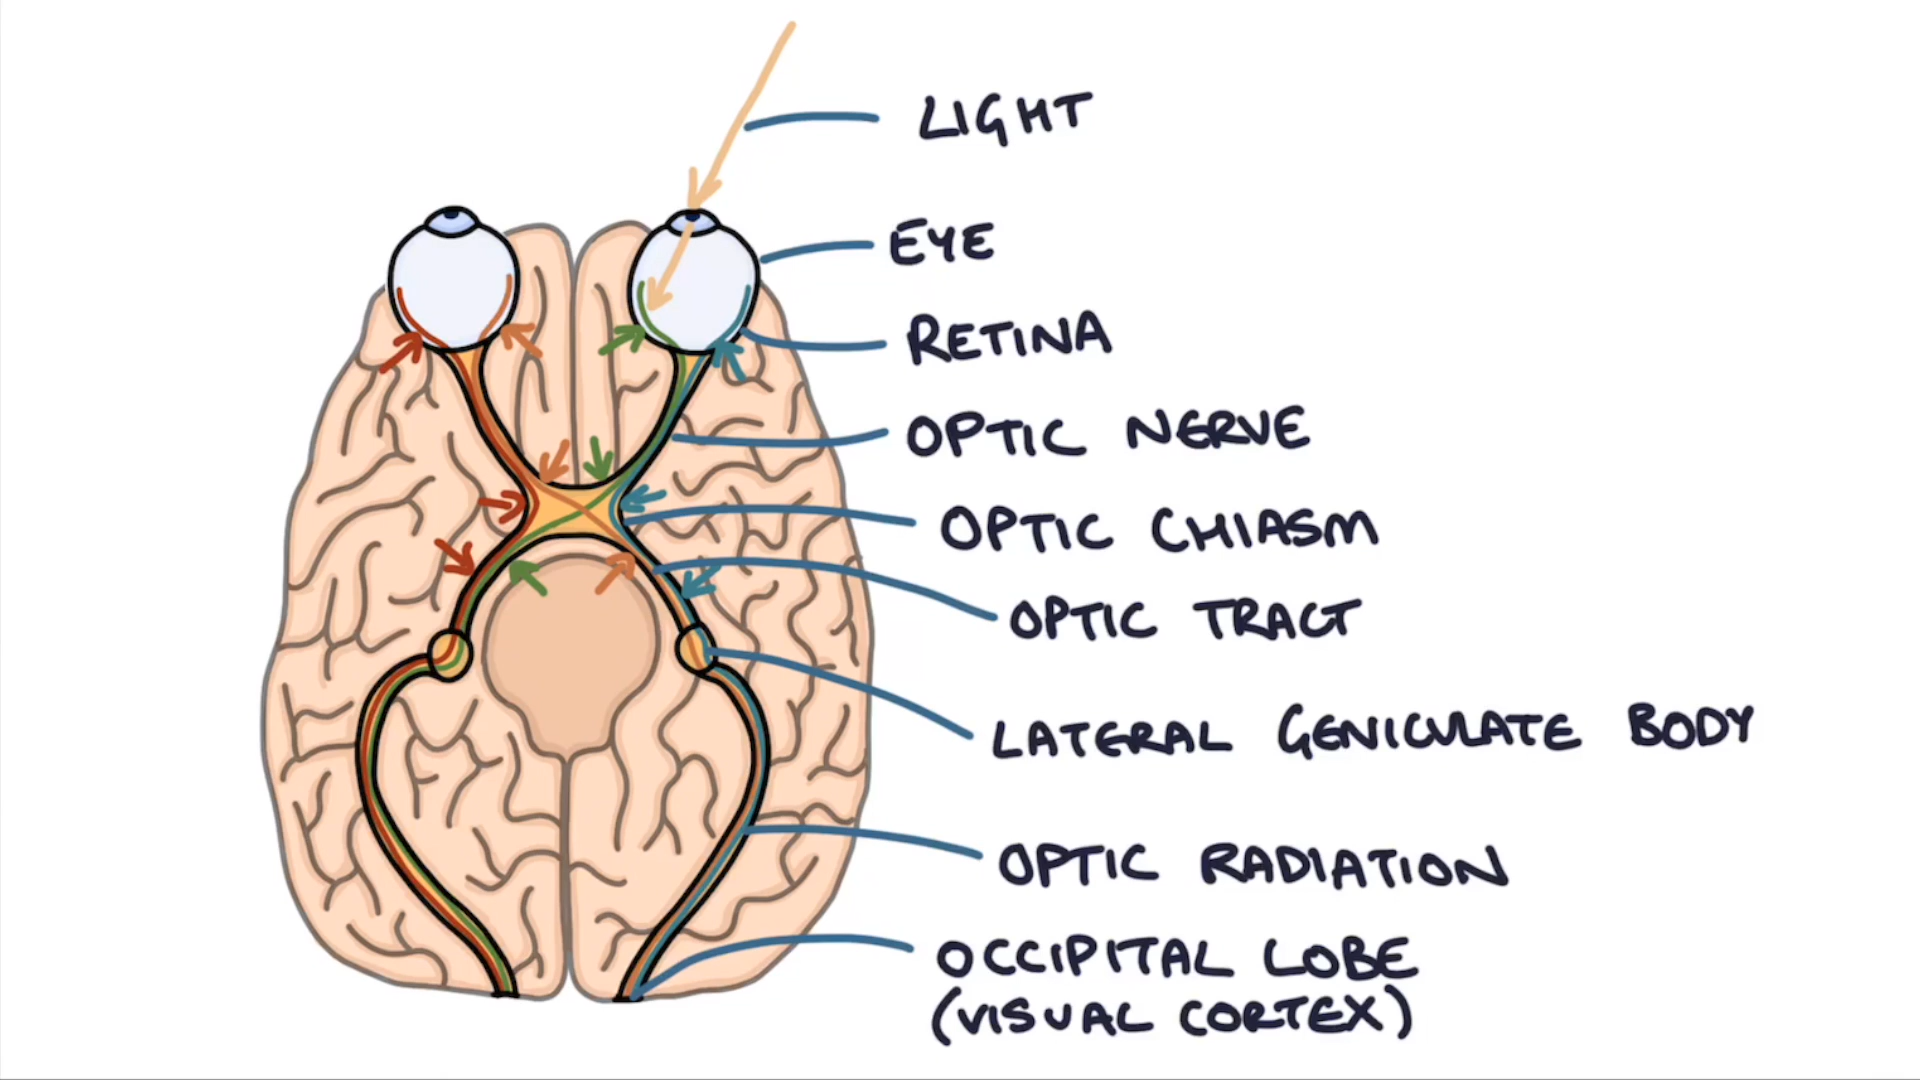 LIGHT
EYE
RETINA
OPTIC NERVE
OPTIC CHIASM
OPTIC TRACT
LATERAL GENICULATE BODY
OPTIC RADIATION
OCCIPITAL LOBE
(VISUAL CORTEX)